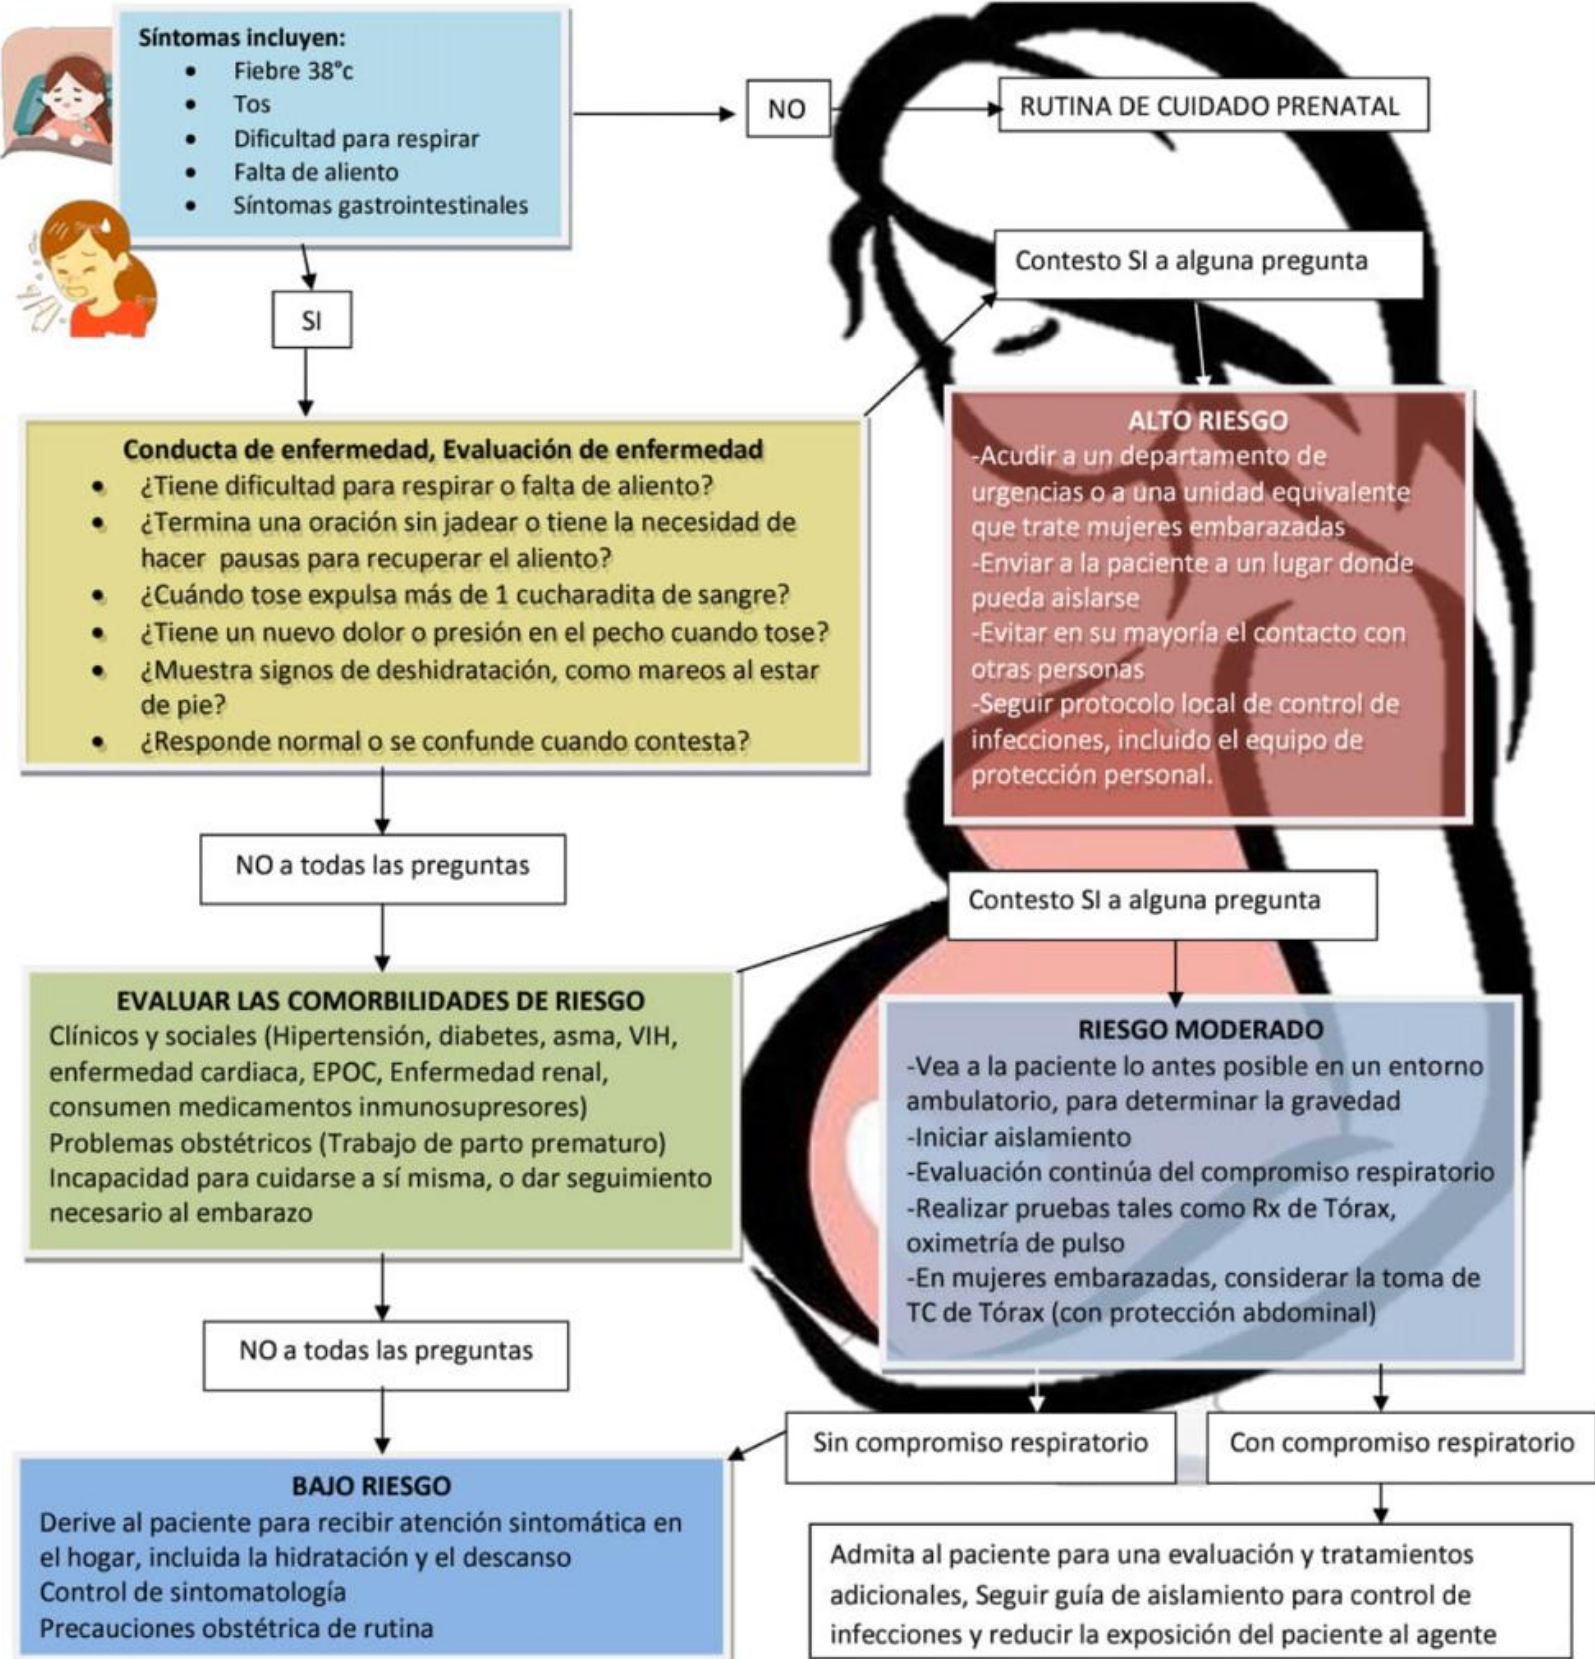 Síntomas incluyen:
• Fiebre 38°c
• Tos
• Dificultad para respirar
• Falta de aliento
• Síntomas gastrointestinales
NO
RUTINA DE CUIDADO PRENATAL
SI
Contesto SI a alguna pregunta
Conducta de enfermedad, Evaluación de enfermedad
• ¿Tiene dificultad para respirar o falta de aliento?
• ¿Termina una oración sin jadear o tiene la necesidad de
hacer pausas para recuperar el aliento?
• ¿Cuándo tose expulsa más de 1 cucharadita de sangre?
• ¿Tiene un nuevo dolor o presión en el pecho cuando tose?
• ¿Muestra signos de deshidratación, como mareos al estar
de pie?
• ¿Responde normal o se confunde cuando contesta?
ALTO RIESGO
-Acudir a un departamento de
urgencias o a una unidad equivalente
que trate mujeres embarazadas
-Enviar a la paciente a un lugar donde
pueda aislarse
-Evitar en su mayoría el contacto con
otras personas
-Seguir protocolo local de control de
infecciones, incluido el equipo de
protección personal.
NO a todas las preguntas
Contesto SI a alguna pregunta
EVALUAR LAS COMORBILIDADES DE RIESGO
Clínicos y sociales (Hipertensión, diabetes, asma, VIH,
enfermedad cardiaca, EPOC, Enfermedad renal,
consumen medicamentos inmunosupresores)
Problemas obstétricos (Trabajo de parto prematuro)
Incapacidad para cuidarse a sí misma, o dar seguimiento
necesario al embarazo
RIESGO MODERADO
-Vea a la paciente lo antes posible en un entorno
ambulatorio, para determinar la gravedad
-Iniciar aislamiento
-Evaluación continúa del compromiso respiratorio
-Realizar pruebas tales como Rx de Tórax,
oximetría de pulso
-En mujeres embarazadas, considerar la toma de
TC de Tórax (con protección abdominal)
NO a todas las preguntas
Sin compromiso respiratorio
Con compromiso respiratorio
BAJO RIESGO
Derive al paciente para recibir atención sintomática en
el hogar, incluida la hidratación y el descanso
Control de sintomatología
Precauciones obstétrica de rutina
Admita al paciente para una evaluación y tratamientos
adicionales, Seguir guía de aislamiento para control de
infecciones y reducir la exposición del paciente al agente